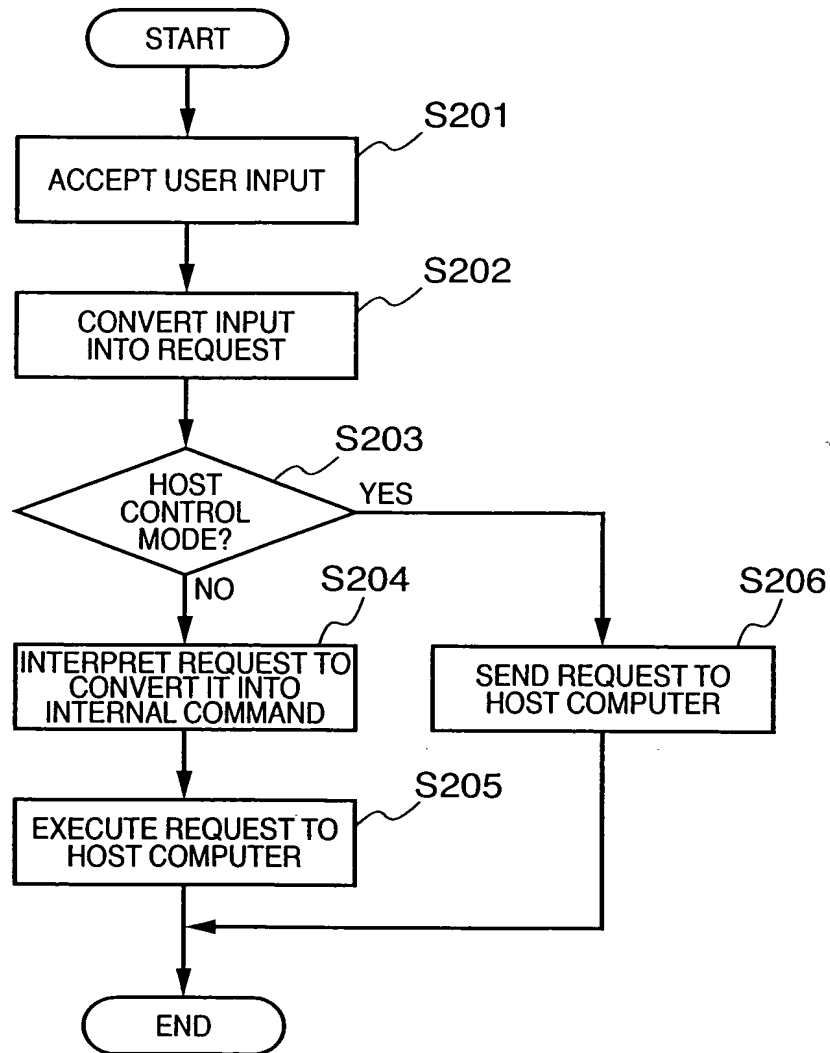 START
S201
ACCEPT USER INPUT
S202
CONVERT INPUT
INTO REQUEST
S203
HOST
CONTROL
MODE?
YES
NO
S204
INTERPRET REQUEST TO
CONVERT IT INTO
INTERNAL COMMAND
S206
SEND REQUEST TO
HOST COMPUTER
S205
EXECUTE REQUEST TO
HOST COMPUTER
END